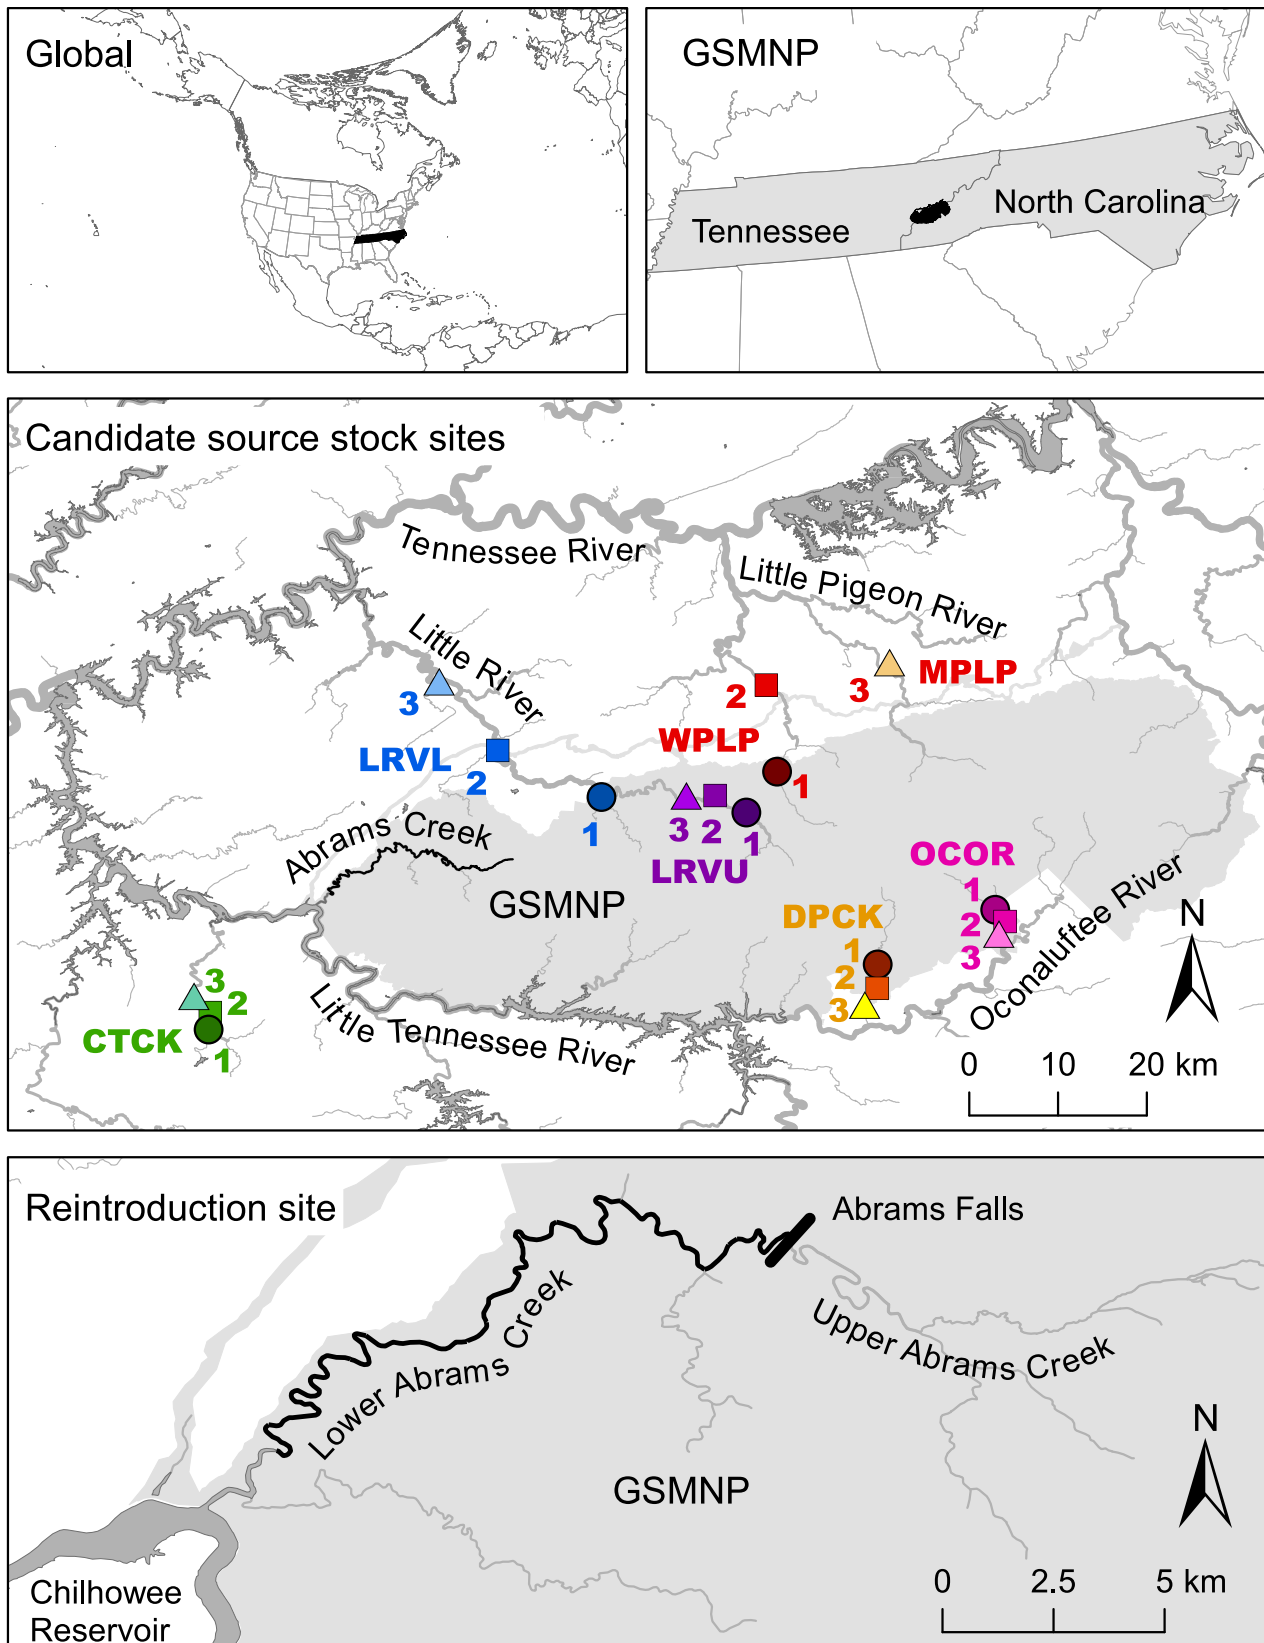 Global
GSMNP
Tennessee
North Carolina
Candidate source stock sites
Tennessee River
Little Pigeon River
Little River
MPLP
3
2
3
WPLP
LRVL
2
1
1
3
2
1
LRVU
Abrams Creek
GSMNP
OCOR
1
2
3
DPCK
1
2
3
Oconaluftee River
N
3
2
CTCK
1
Little Tennessee River
0 10 20 km
Reintroduction site
Abrams Falls
Lower Abrams Creek
Upper Abrams Creek
N
GSMNP
Chilhowee
Reservoir
0 2.5 5 km